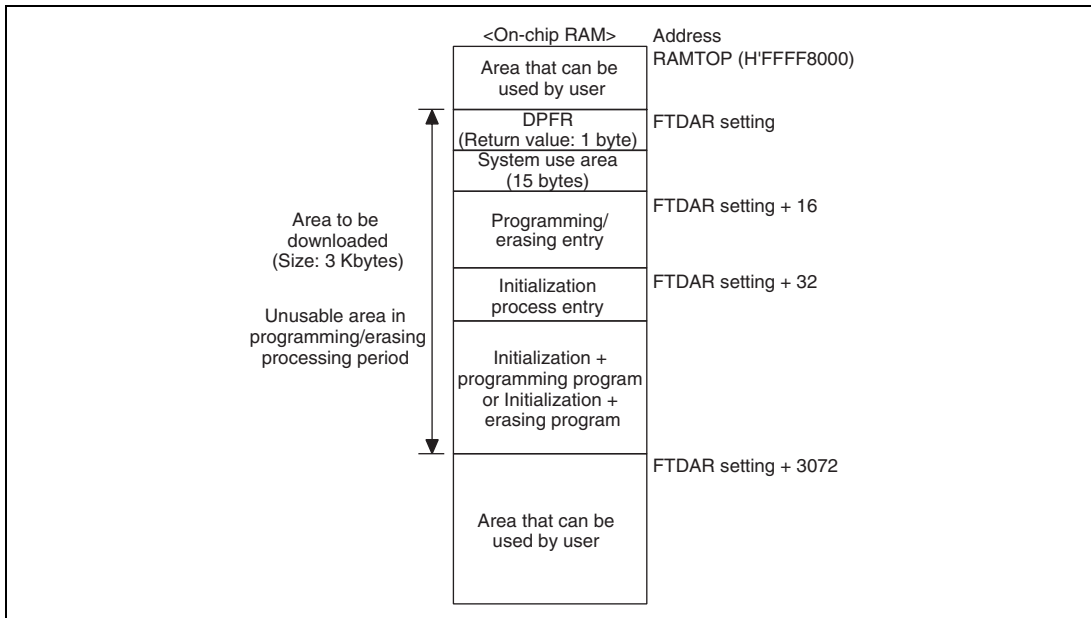 <On-chip RAM>
Address
RAMTOP (H'FFFF8000)
Area that can be
used by user
DPFR
(Return value: 1 byte)
FTDAR setting
System use area
(15 bytes)
Programming/
erasing entry
FTDAR setting + 16
Area to be
downloaded
(Size: 3 Kbytes)
Unusable area in
programming/erasing
processing period
Initialization
process entry
FTDAR setting + 32
Initialization +
programming program
or Initialization +
erasing program
FTDAR setting + 3072
Area that can be
used by user